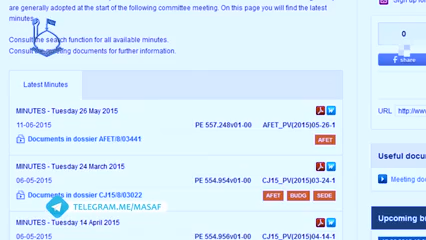 are generally adopted at the start of the following committee meeting. On this page you will find the latest
minutes.
Consult the search function for all available minutes.
Consult the meeting documents for further information.
Latest Minutes
MINUTES - Tuesday 26 May 2015
11-06-2015 PE 557.248v01-00 AFET_PV(2015)05-26-1
Documents in dossier AFET/8/03441 AFET
MINUTES - Tuesday 24 March 2015
06-05-2015 PE 554.954v01-00 CJ15_PV(2015)03-24-1
Documents in dossier CJ15/8/03022 AFET BUDG SEDE
TELEGRAM.ME/MASAF
MINUTES - Tuesday 14 April 2015
06-05-2015 PE 554.956v01-00 CJ15_PV(2015)04-14-1
Sign up fo
0
share
URL http://www
Useful docu
Meeting do
Upcoming b